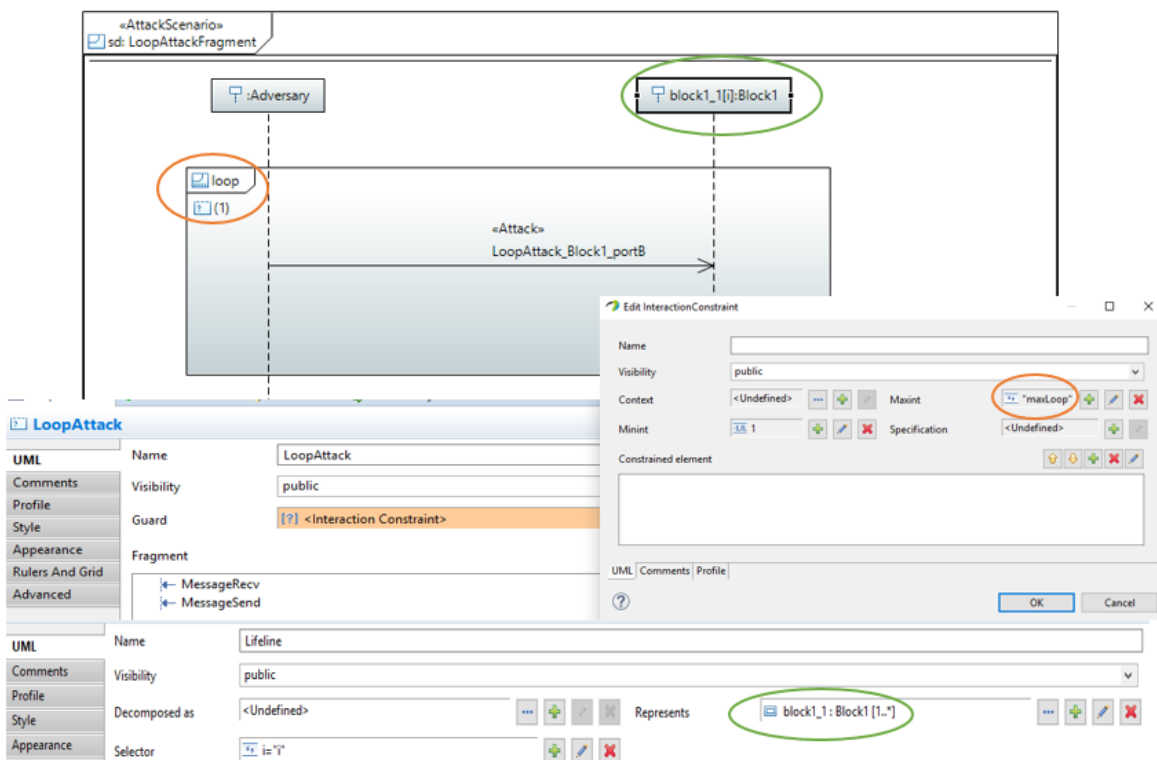 «AttackScenario»
sd: LoopAttackFragment
:Adversary
block1_1[i]:Block1
loop
(1)
«Attack»
LoopAttack_Block1_portB
Edit InteractionConstraint
Name
Visibility public
Context <Undefined> Maxint "maxLoop"
Minint 1 Specification <Undefined>
Constrained element
UML Comments Profile
OK Cancel
LoopAttack
UML
Comments
Profile
Style
Appearance
Rulers And Grid
Advanced
Name LoopAttack
Visibility public
Guard [?] <Interaction Constraint>
Fragment
MessageRecv
MessageSend
UML
Comments
Profile
Style
Appearance
Name Lifeline
Visibility public
Decomposed as <Undefined> Represents block1_1 : Block1 [1..*]
Selector i="i"